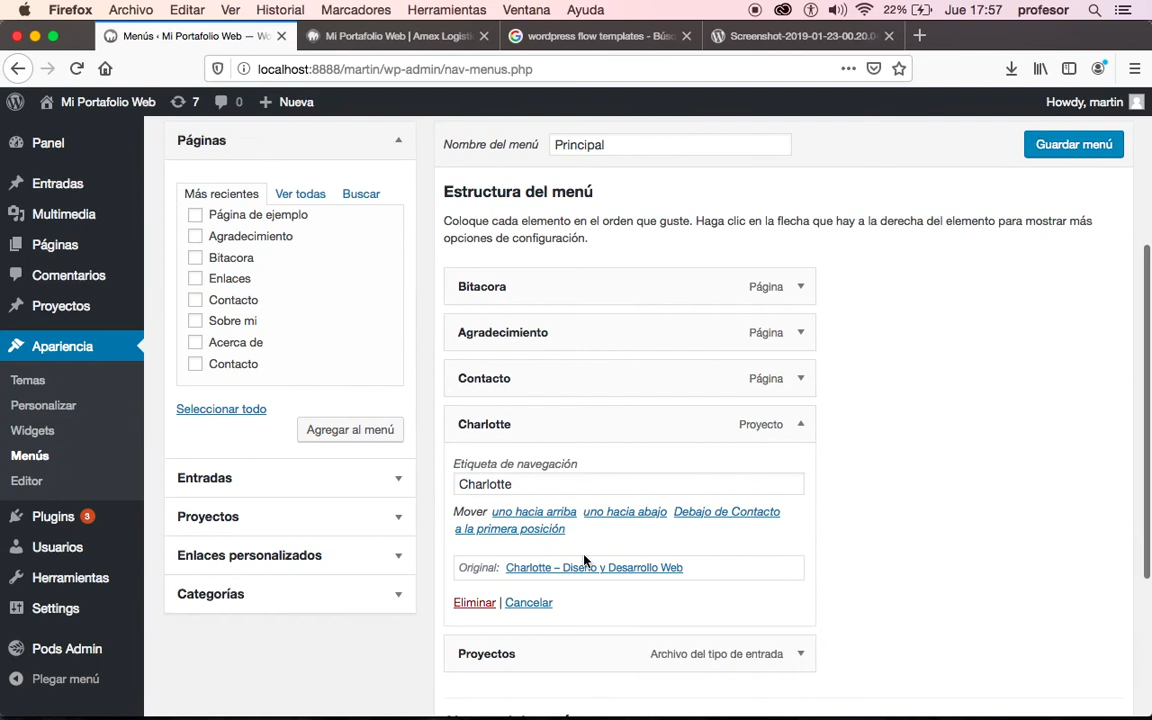 Firefox Archivo Editar Ver Historial Marcadores Herramientas Ventana Ayuda 22% Jue 17:57 profesor
Menús ‹ Mi Portafolio Web — Wo Mi Portafolio Web | Amex Logisti wordpress flow templates - Bús Screenshot-2019-01-23-00.20.0
localhost:8888/martin/wp-admin/nav-menus.php
Mi Portafolio Web 7 0 Nueva Howdy, martin
Panel
Entradas
Multimedia
Páginas
Comentarios
Proyectos
Apariencia
Temas
Personalizar
Widgets
Menús
Editor
Plugins 3
Usuarios
Herramientas
Settings
Pods Admin
Plegar menú
Páginas
Más recientes Ver todas Buscar
Página de ejemplo
Agradecimiento
Bitacora
Enlaces
Contacto
Sobre mi
Acerca de
Contacto
Seleccionar todo
Agregar al menú
Entradas
Proyectos
Enlaces personalizados
Categorías
Nombre del menú Principal Guardar menú
Estructura del menú
Coloque cada elemento en el orden que guste. Haga clic en la flecha que hay a la derecha del elemento para mostrar más
opciones de configuración.
Bitacora Página
Agradecimiento Página
Contacto Página
Charlotte Proyecto
Etiqueta de navegación
Charlotte
Mover uno hacia arriba uno hacia abajo Debajo de Contacto
a la primera posición
Original: Charlotte – Diseño y Desarrollo Web
Eliminar | Cancelar
Proyectos Archivo del tipo de entrada